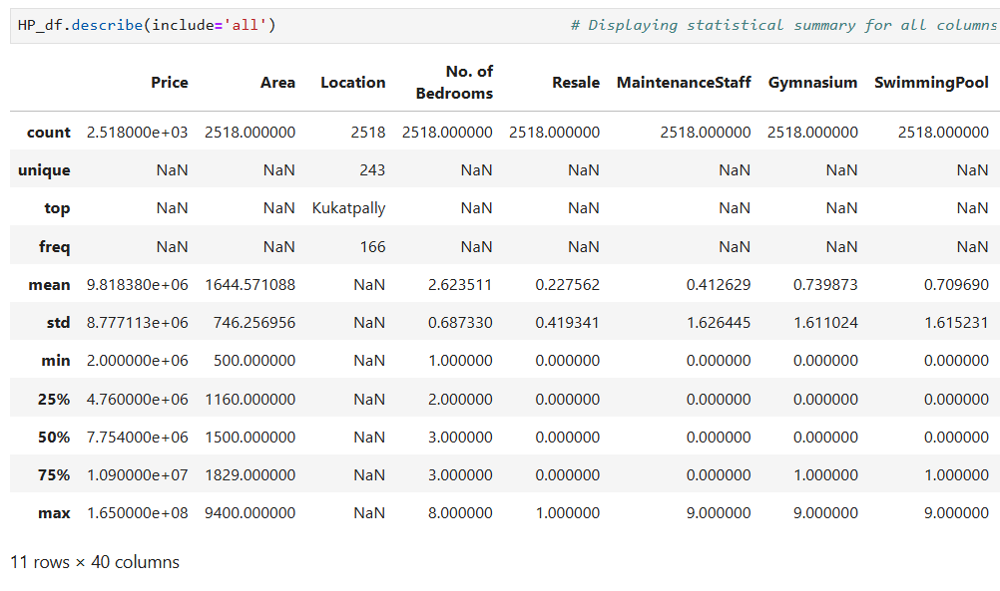 HP_df.describe(include='all') # Displaying statistical summary for all columns
Price Area Location No. of Bedrooms Resale MaintenanceStaff Gymnasium SwimmingPool
count 2.518000e+03 2518.000000 2518 2518.000000 2518.000000 2518.000000 2518.000000 2518.000000
unique NaN NaN 243 NaN NaN NaN NaN NaN
top NaN NaN Kukatpally NaN NaN NaN NaN NaN
freq NaN NaN 166 NaN NaN NaN NaN NaN
mean 9.818380e+06 1644.571088 NaN 2.623511 0.227562 0.412629 0.739873 0.709690
std 8.777113e+06 746.256956 NaN 0.687330 0.419341 1.626445 1.611024 1.615231
min 2.000000e+06 500.000000 NaN 1.000000 0.000000 0.000000 0.000000 0.000000
25% 4.760000e+06 1160.000000 NaN 2.000000 0.000000 0.000000 0.000000 0.000000
50% 7.754000e+06 1500.000000 NaN 3.000000 0.000000 0.000000 0.000000 0.000000
75% 1.090000e+07 1829.000000 NaN 3.000000 0.000000 0.000000 1.000000 1.000000
max 1.650000e+08 9400.000000 NaN 8.000000 1.000000 9.000000 9.000000 9.000000
11 rows × 40 columns